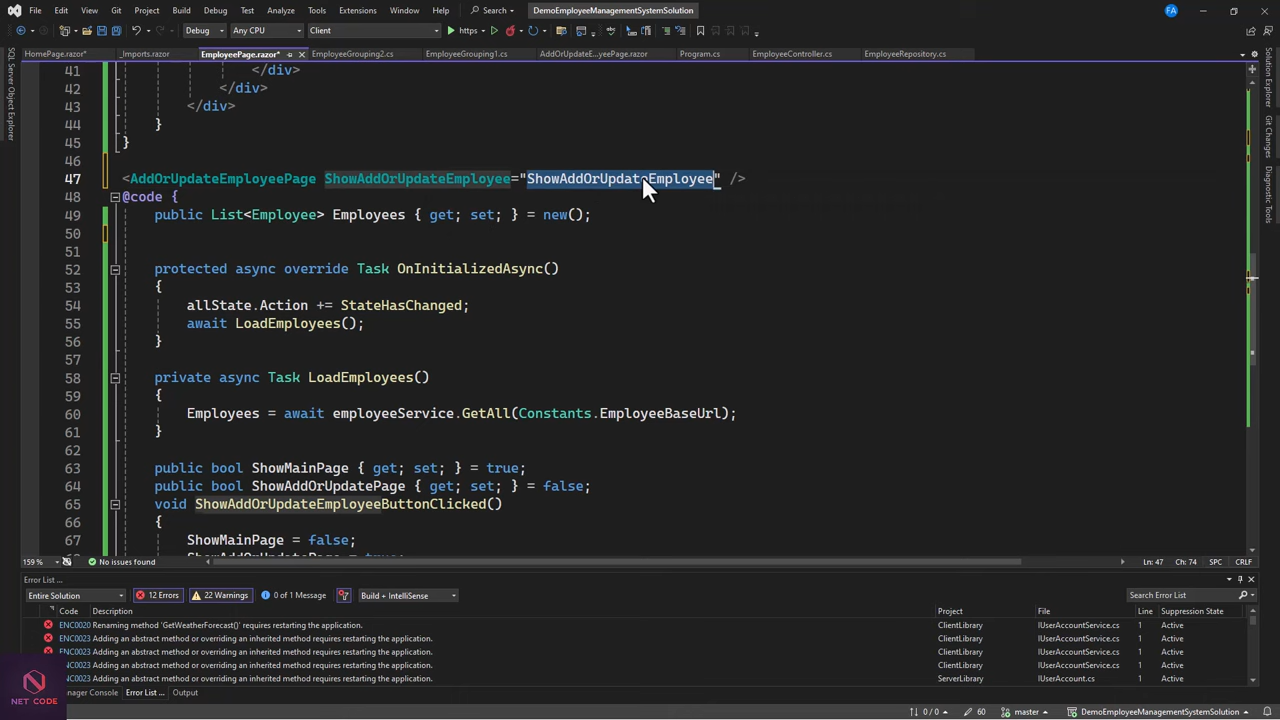 File Edit View Git Project Build Debug Test Analyze Tools Extensions Window Help Search DemoEmployeeManagementSystemSolution FA
Debug Any CPU Client https
HomePage.razor* _Imports.razor EmployeePage.razor* EmployeeGrouping2.cs EmployeeGrouping1.cs AddOrUpdateE...yeePage.razor Program.cs EmployeeController.cs EmployeeRepository.cs
SQL Server Object Explorer
Solution Explorer
Git Changes
Properties
41 </div>
42 </div>
43 </div>
44 }
45 }
46
47 <AddOrUpdateEmployeePage ShowAddOrUpdateEmployee="ShowAddOrUpdateEmployee" />
48 @code {
49 public List<Employee> Employees { get; set; } = new();
50
51
52 protected async override Task OnInitializedAsync()
53 {
54 allState.Action += StateHasChanged;
55 await LoadEmployees();
56 }
57
58 private async Task LoadEmployees()
59 {
60 Employees = await employeeService.GetAll(Constants.EmployeeBaseUrl);
61 }
62
63 public bool ShowMainPage { get; set; } = true;
64 public bool ShowAddOrUpdatePage { get; set; } = false;
65 void ShowAddOrUpdateEmployeeButtonClicked()
66 {
67 ShowMainPage = false;
159 % No issues found Ln: 47 Ch: 74 SPC CRLF
Error List ...
Entire Solution 12 Errors 22 Warnings 0 of 1 Message Build + IntelliSense Search Error List
Code Description Project File Line Suppression State
ENC0020 Renaming method 'GetWeatherForecast()' requires restarting the application. ClientLibrary IUserAccountService.cs 1 Active
ENC0023 Adding an abstract method or overriding an inherited method requires restarting the application. ClientLibrary IUserAccountService.cs 1 Active
ENC0023 Adding an abstract method or overriding an inherited method requires restarting the application. ClientLibrary IUserAccountService.cs 1 Active
ENC0023 Adding an abstract method or overriding an inherited method requires restarting the application. ClientLibrary IUserAccountService.cs 1 Active
ENC0023 Adding an abstract method or overriding an inherited method requires restarting the application. ServerLibrary IUserAccount.cs 1 Active
Manager Console Error List ... Output
NET CODE
0 / 0 60 master DemoEmployeeManagementSystemSolution